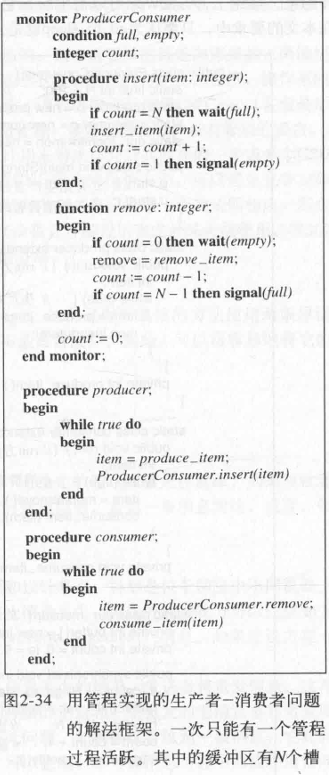 monitor ProducerConsumer
condition full, empty;
integer count;
procedure insert(item: integer);
begin
if count = N then wait(full);
insert_item(item);
count := count + 1;
if count = 1 then signal(empty)
end;
function remove: integer;
begin
if count = 0 then wait(empty);
remove = remove_item;
count := count − 1;
if count = N − 1 then signal(full)
end;
count := 0;
end monitor;
procedure producer;
begin
while true do
begin
item = produce_item;
ProducerConsumer.insert(item)
end
end;
procedure consumer;
begin
while true do
begin
item = ProducerConsumer.remove;
consume_item(item)
end
end;
图2-34 用管程实现的生产者-消费者问题
的解法框架。一次只能有一个管程
过程活跃。其中的缓冲区有N个槽